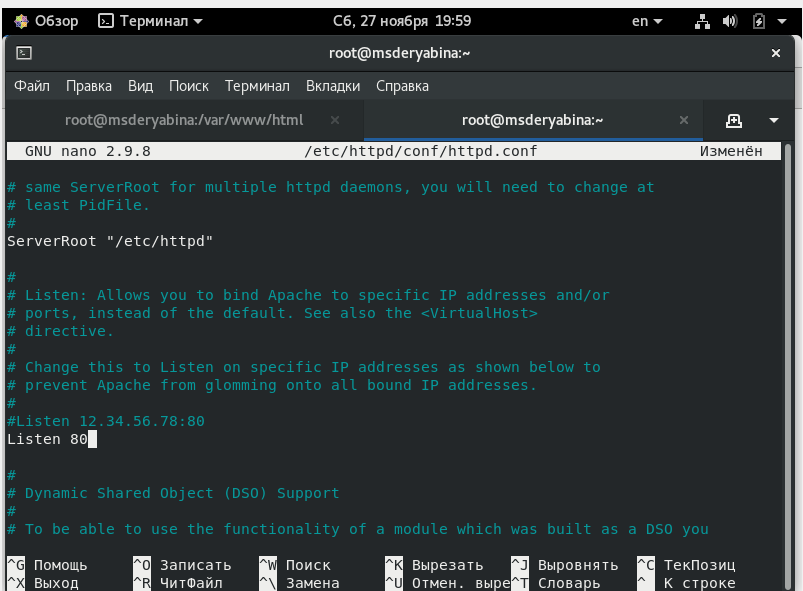 Обзор Терминал Сб, 27 ноября 19:59 en
root@msderyabina:~ ×
Файл Правка Вид Поиск Терминал Вкладки Справка
root@msderyabina:/var/www/html × root@msderyabina:~ ×
GNU nano 2.9.8 /etc/httpd/conf/httpd.conf Изменён
# same ServerRoot for multiple httpd daemons, you will need to change at
# least PidFile.
#
ServerRoot "/etc/httpd"
#
# Listen: Allows you to bind Apache to specific IP addresses and/or
# ports, instead of the default. See also the <VirtualHost>
# directive.
#
# Change this to Listen on specific IP addresses as shown below to
# prevent Apache from glomming onto all bound IP addresses.
#
#Listen 12.34.56.78:80
Listen 80
#
# Dynamic Shared Object (DSO) Support
#
# To be able to use the functionality of a module which was built as a DSO you
^G Помощь ^O Записать ^W Поиск ^K Вырезать ^J Выровнять ^C ТекПозиц
^X Выход ^R ЧитФайл ^\ Замена ^U Отмен. выре^T Словарь ^ К строке